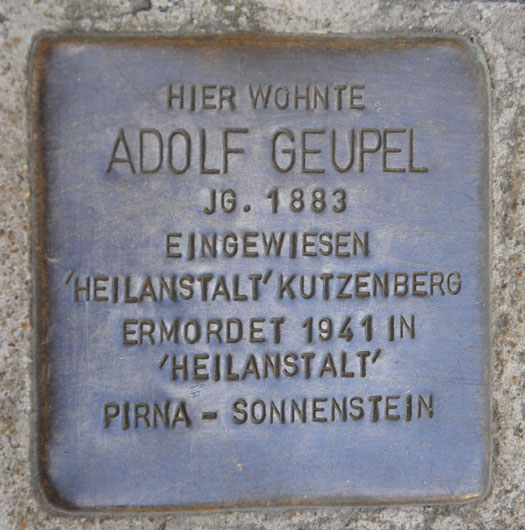 HIER WOHNTE
ADOLF GEUPEL
JG. 1883
EINGEWIESEN
'HEILANSTALT' KUTZENBERG
ERMORDET 1941 IN
'HEILANSTALT'
PIRNA - SONNENSTEIN